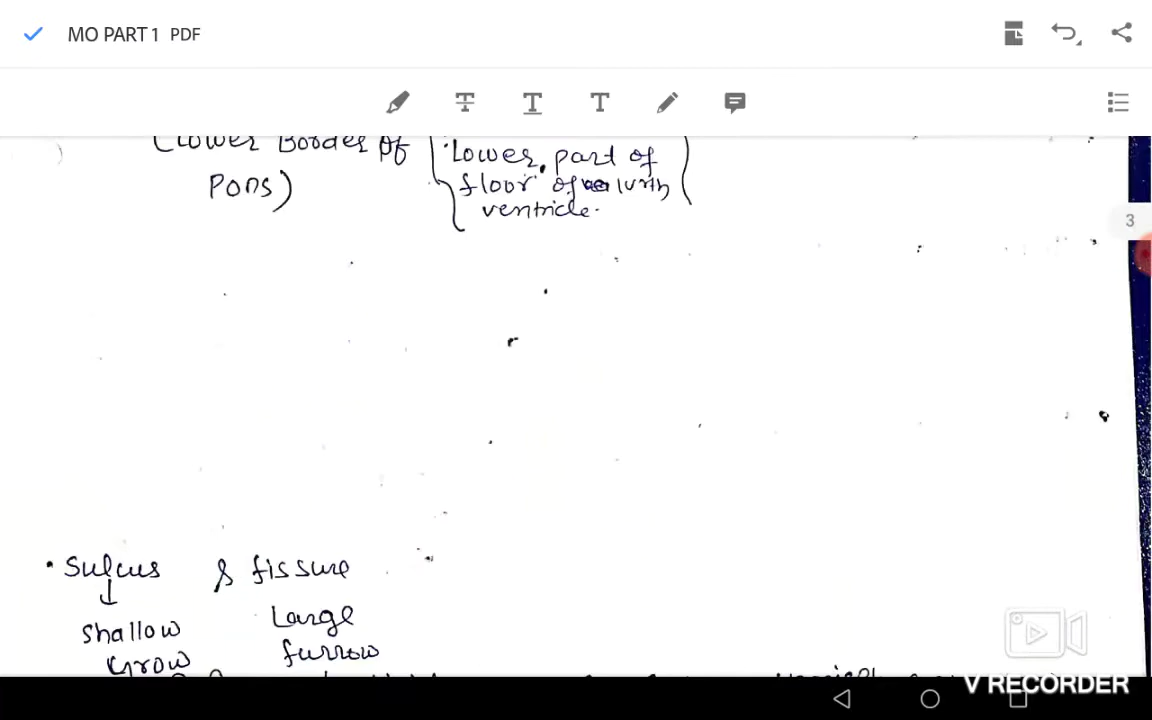 MO PART 1 PDF
(Lower Border of Pons)
Lower part of
floor of
ventricle.
3
• Sulcus & fissure
↓
Shallow Large
Grow furrow
V RECORDER